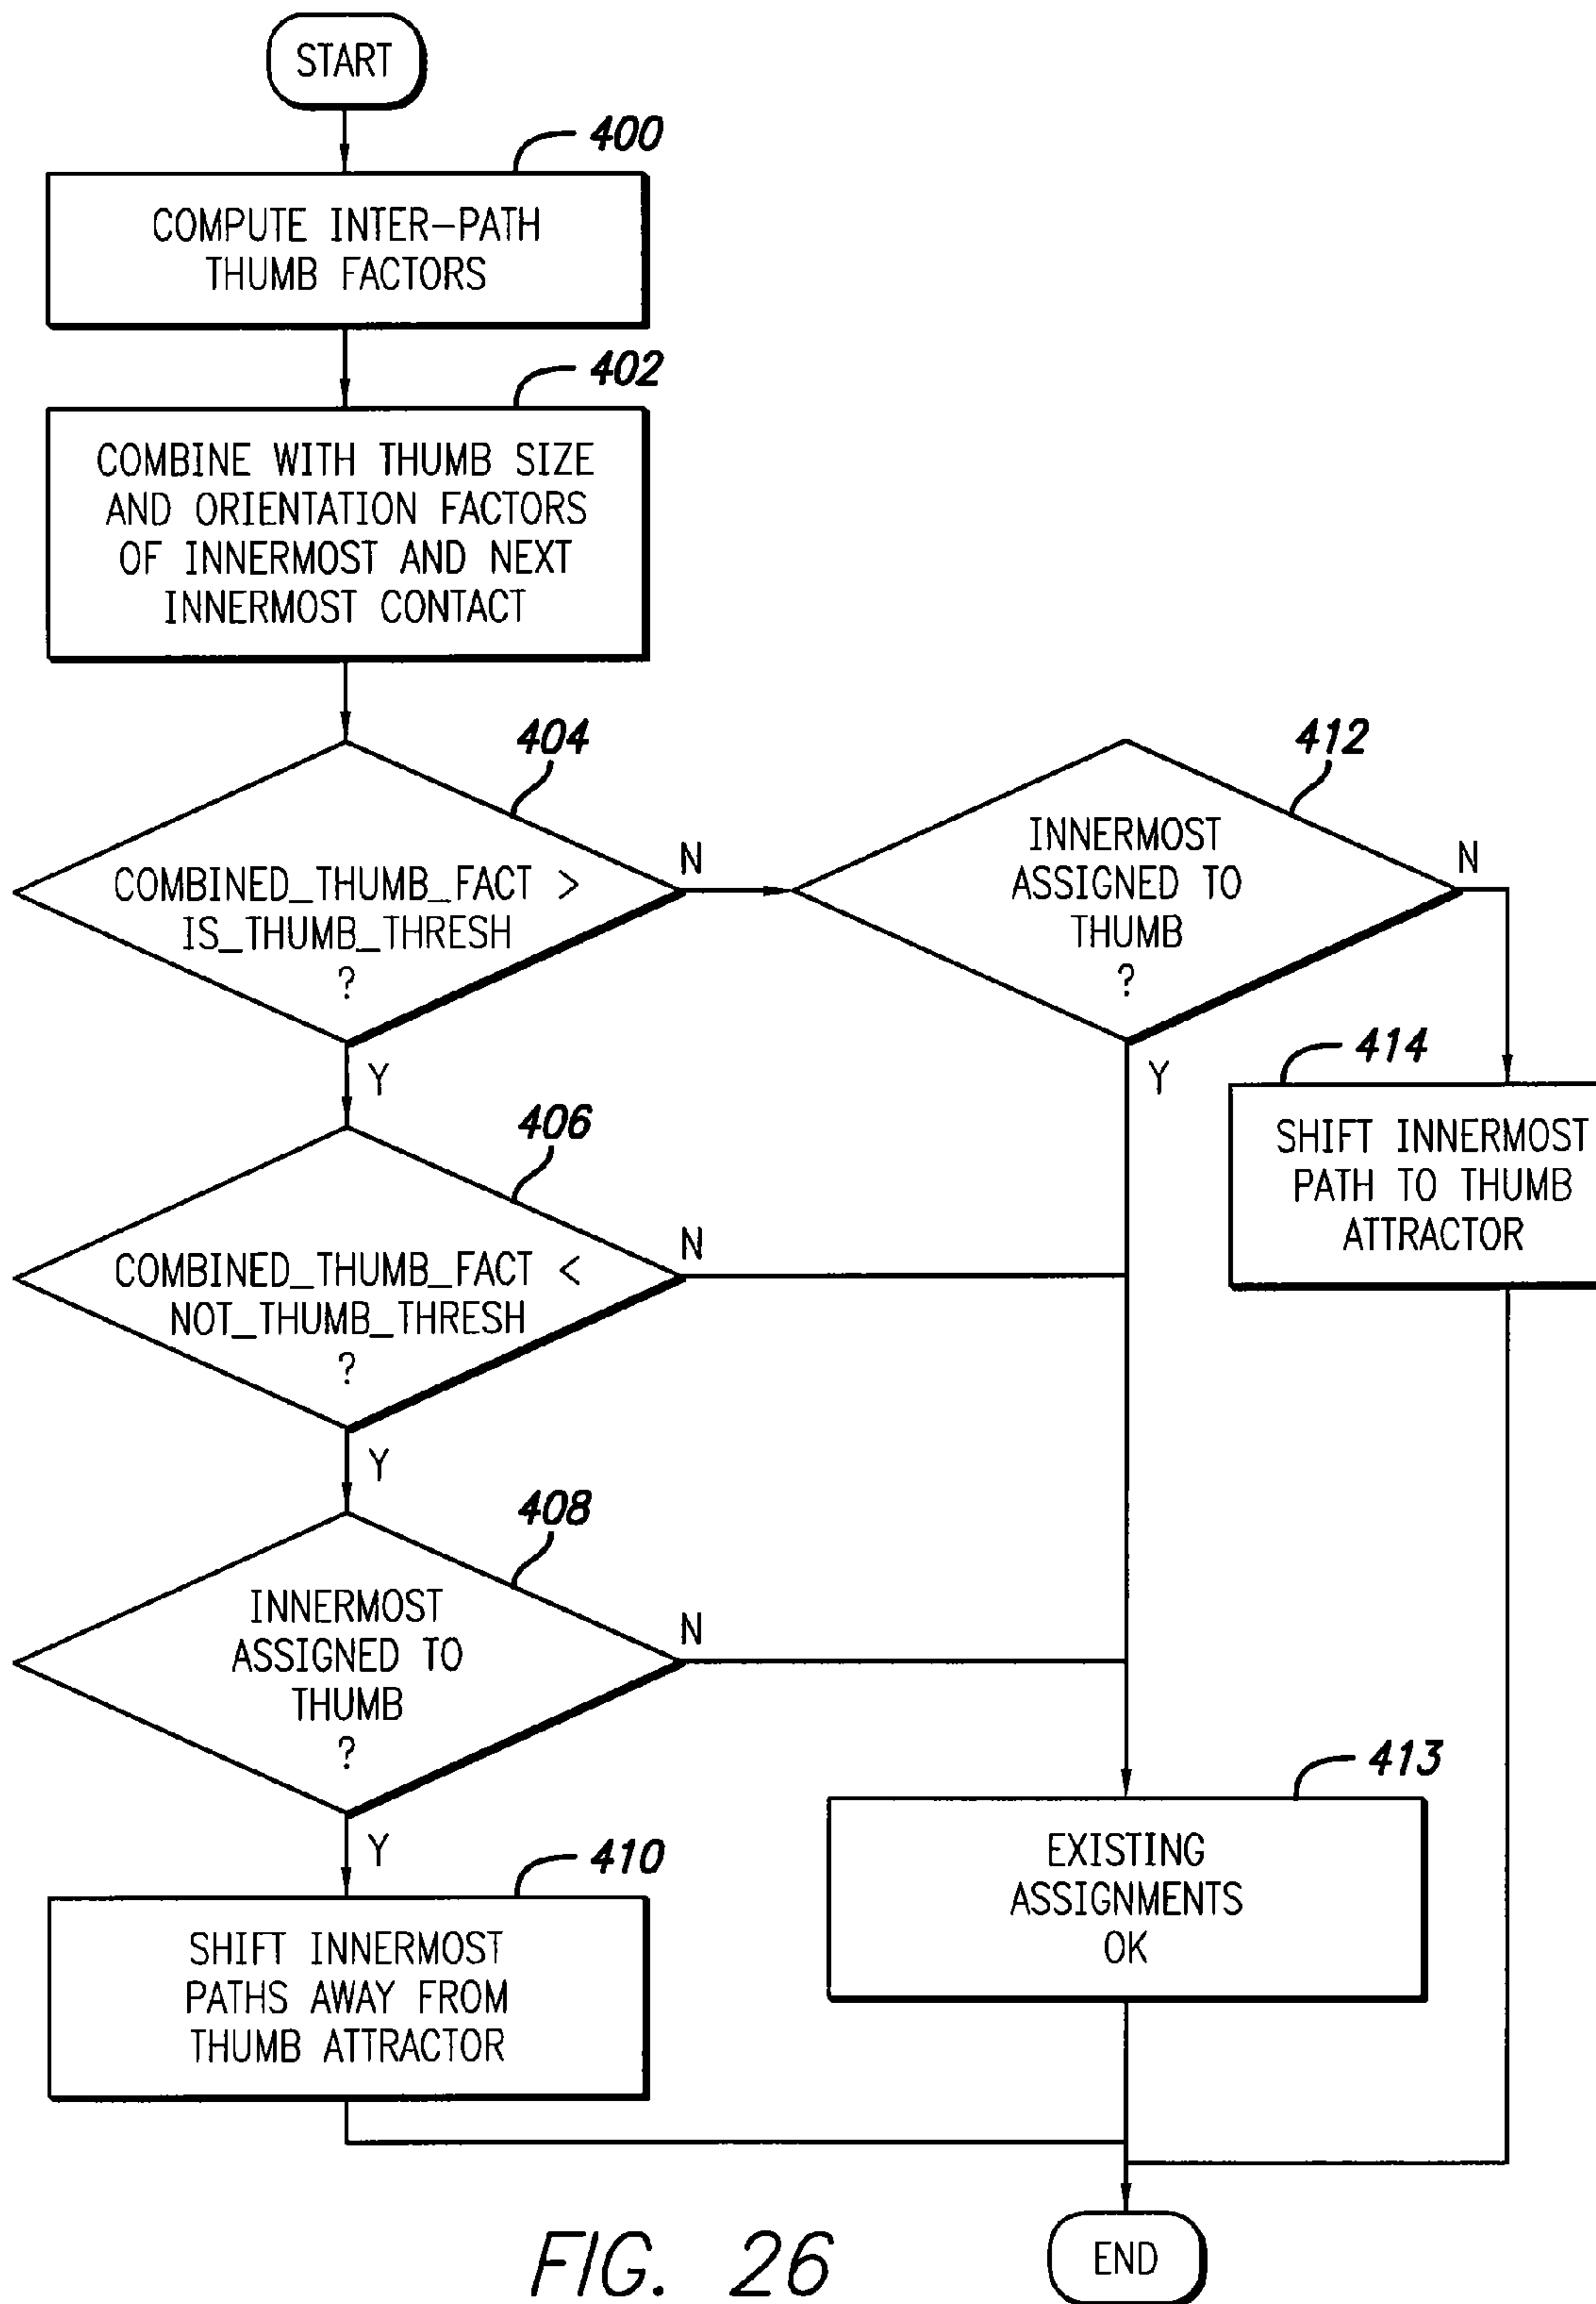 START
400
COMPUTE INTER-PATH
THUMB FACTORS
402
COMBINE WITH THUMB SIZE
AND ORIENTATION FACTORS
OF INNERMOST AND NEXT
INNERMOST CONTACT
404
COMBINED_THUMB_FACT >
IS_THUMB_THRESH
?
N
Y
412
INNERMOST
ASSIGNED TO
THUMB
?
N
Y
414
SHIFT INNERMOST
PATH TO THUMB
ATTRACTOR
406
COMBINED_THUMB_FACT <
NOT_THUMB_THRESH
?
N
Y
408
INNERMOST
ASSIGNED TO
THUMB
?
N
Y
413
EXISTING
ASSIGNMENTS
OK
410
SHIFT INNERMOST
PATHS AWAY FROM
THUMB ATTRACTOR
END
FIG. 26